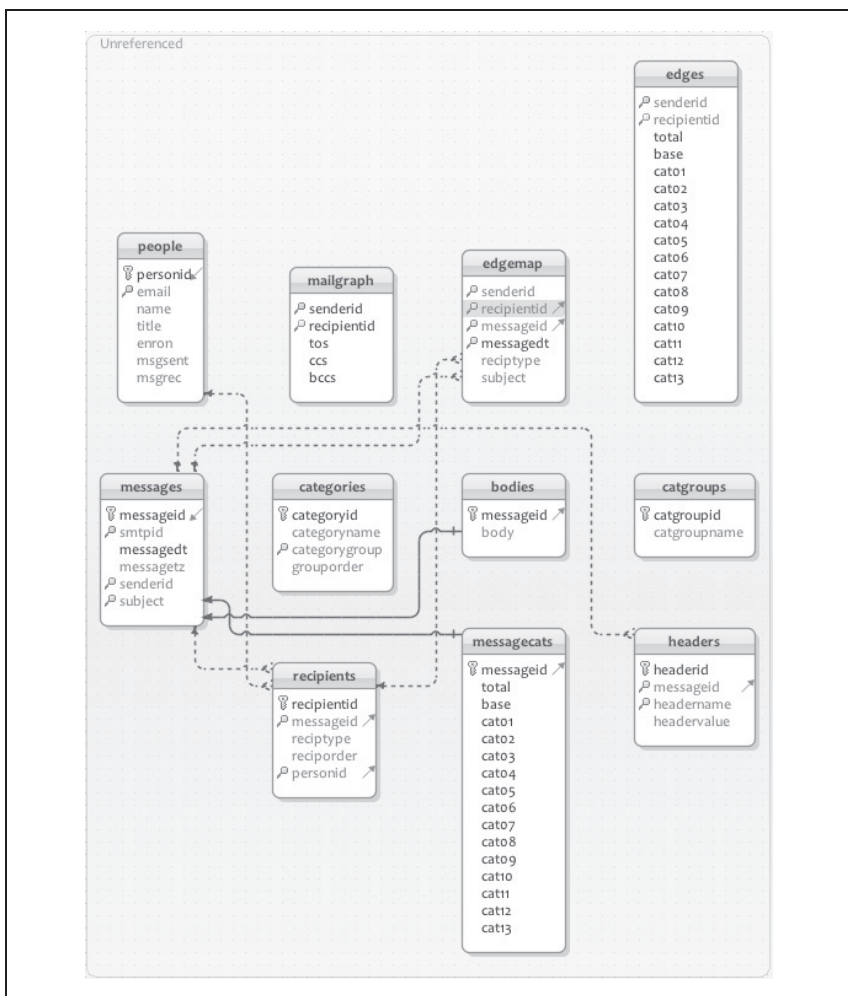 Unreferenced
edges
senderid
recipientid
total
base
cat01
cat02
cat03
cat04
cat05
cat06
cat07
cat08
cat09
cat10
cat11
cat12
cat13
people
personid
email
name
title
enron
msgsent
msgrec
mailgraph
senderid
recipientid
tos
ccs
bccs
edgemap
senderid
recipientid
messageid
messagedt
reciptype
subject
messages
messageid
smtpid
messagedt
messagetz
senderid
subject
categories
categoryid
categoryname
categorygroup
grouporder
bodies
messageid
body
catgroups
catgroupid
catgroupname
recipients
recipientid
messageid
reciptype
reciporder
personid
messagecats
messageid
total
base
cat01
cat02
cat03
cat04
cat05
cat06
cat07
cat08
cat09
cat10
cat11
cat12
cat13
headers
headerid
messageid
headername
headervalue